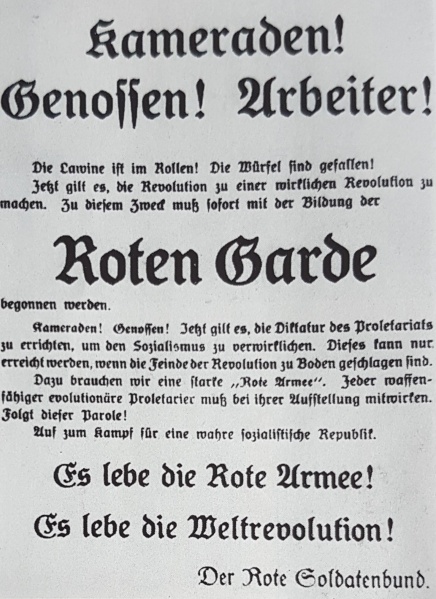 Kameraden!
Genossen! Arbeiter!
Die Lawine ist im Rollen! Die Würfel sind gefallen!
Jetzt gilt es, die Revolution zu einer wirklichen Revolution zu
machen. Zu diesem Zweck muß sofort mit der Bildung der
Roten Garde
begonnen werden.
Kameraden! Genossen! Jetzt gilt es, die Diktatur des Proletariats
zu errichten, um den Sozialismus zu verwirklichen. Dieses kann nur
erreicht werden, wenn die Feinde der Revolution zu Boden geschlagen sind.
Dazu brauchen wir eine starke „Rote Armee“. Jeder waffen-
fähiger evolutionäre Proletarier muß bei ihrer Aufstellung mitwirken.
Folgt dieser Parole!
Auf zum Kampf für eine wahre sozialistische Republik.
Es lebe die Rote Armee!
Es lebe die Weltrevolution!
Der Rote Soldatenbund.